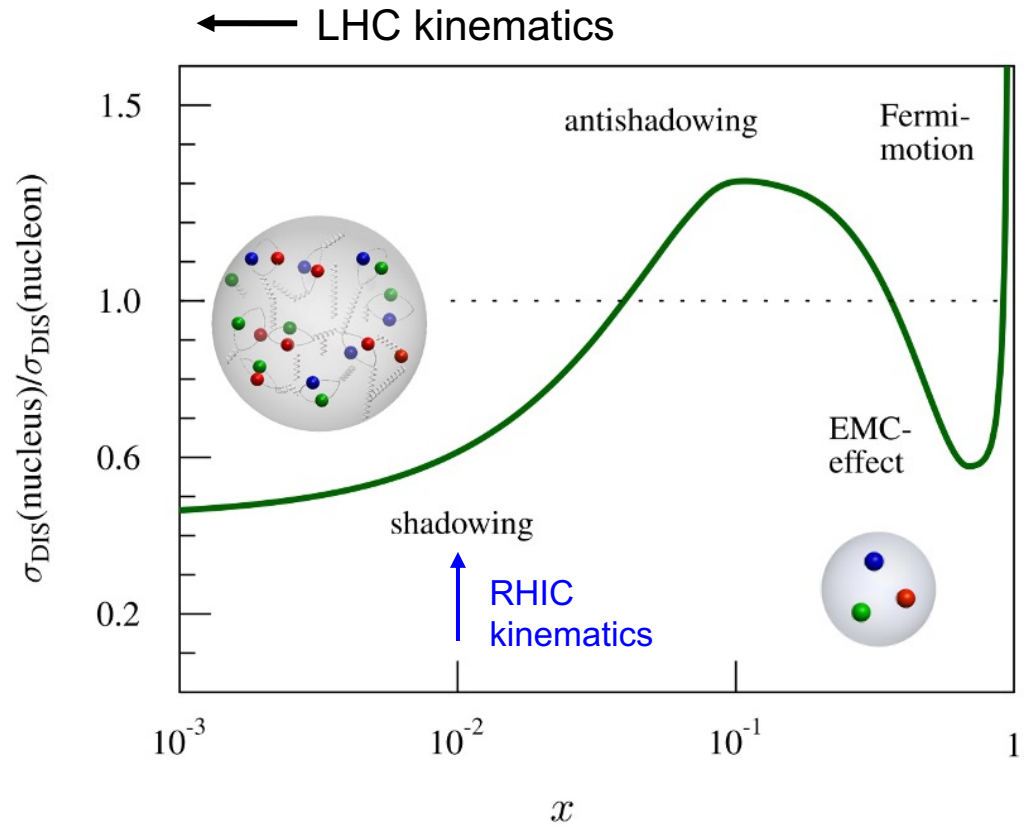 LHC kinematics
1.5
antishadowing
Fermi-
motion
σDIS(nucleus)/σDIS(nucleon)
1.0
0.6
EMC-
effect
shadowing
RHIC
kinematics
0.2
10⁻³
10⁻²
10⁻¹
1
x